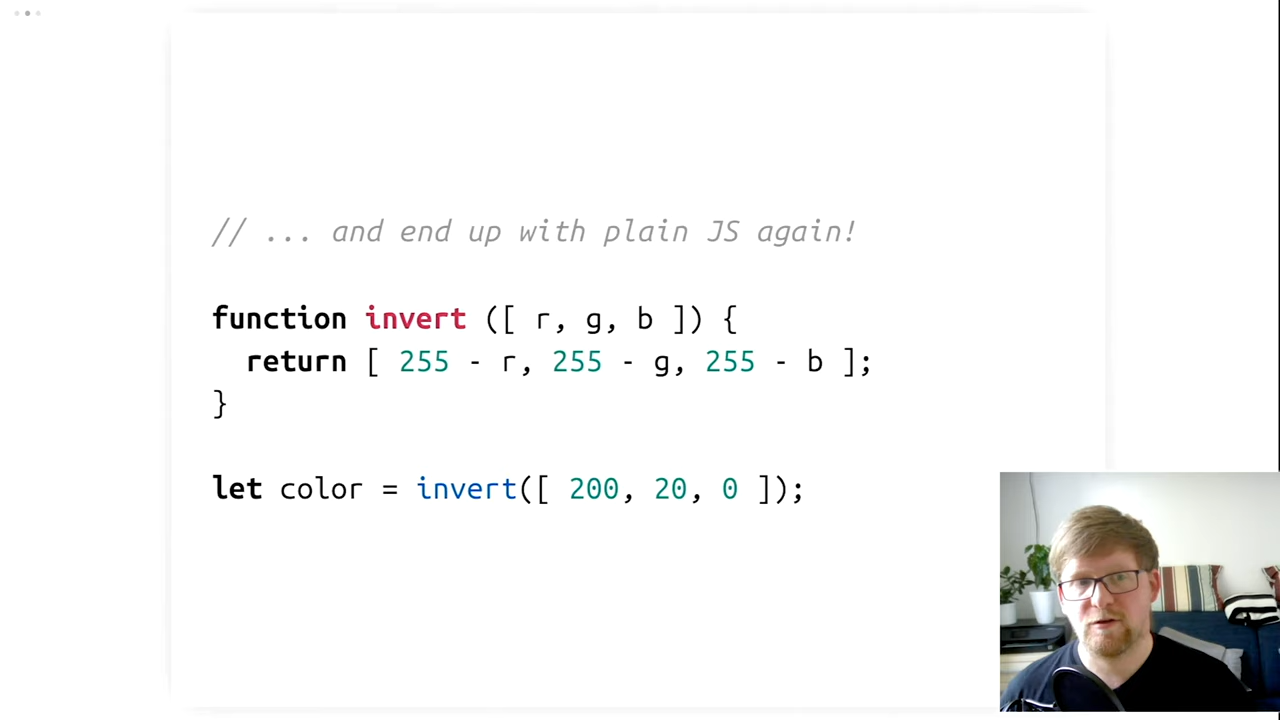 // ... and end up with plain JS again!
function invert ([ r, g, b ]) {
return [ 255 - r, 255 - g, 255 - b ];
}
let color = invert([ 200, 20, 0 ]);